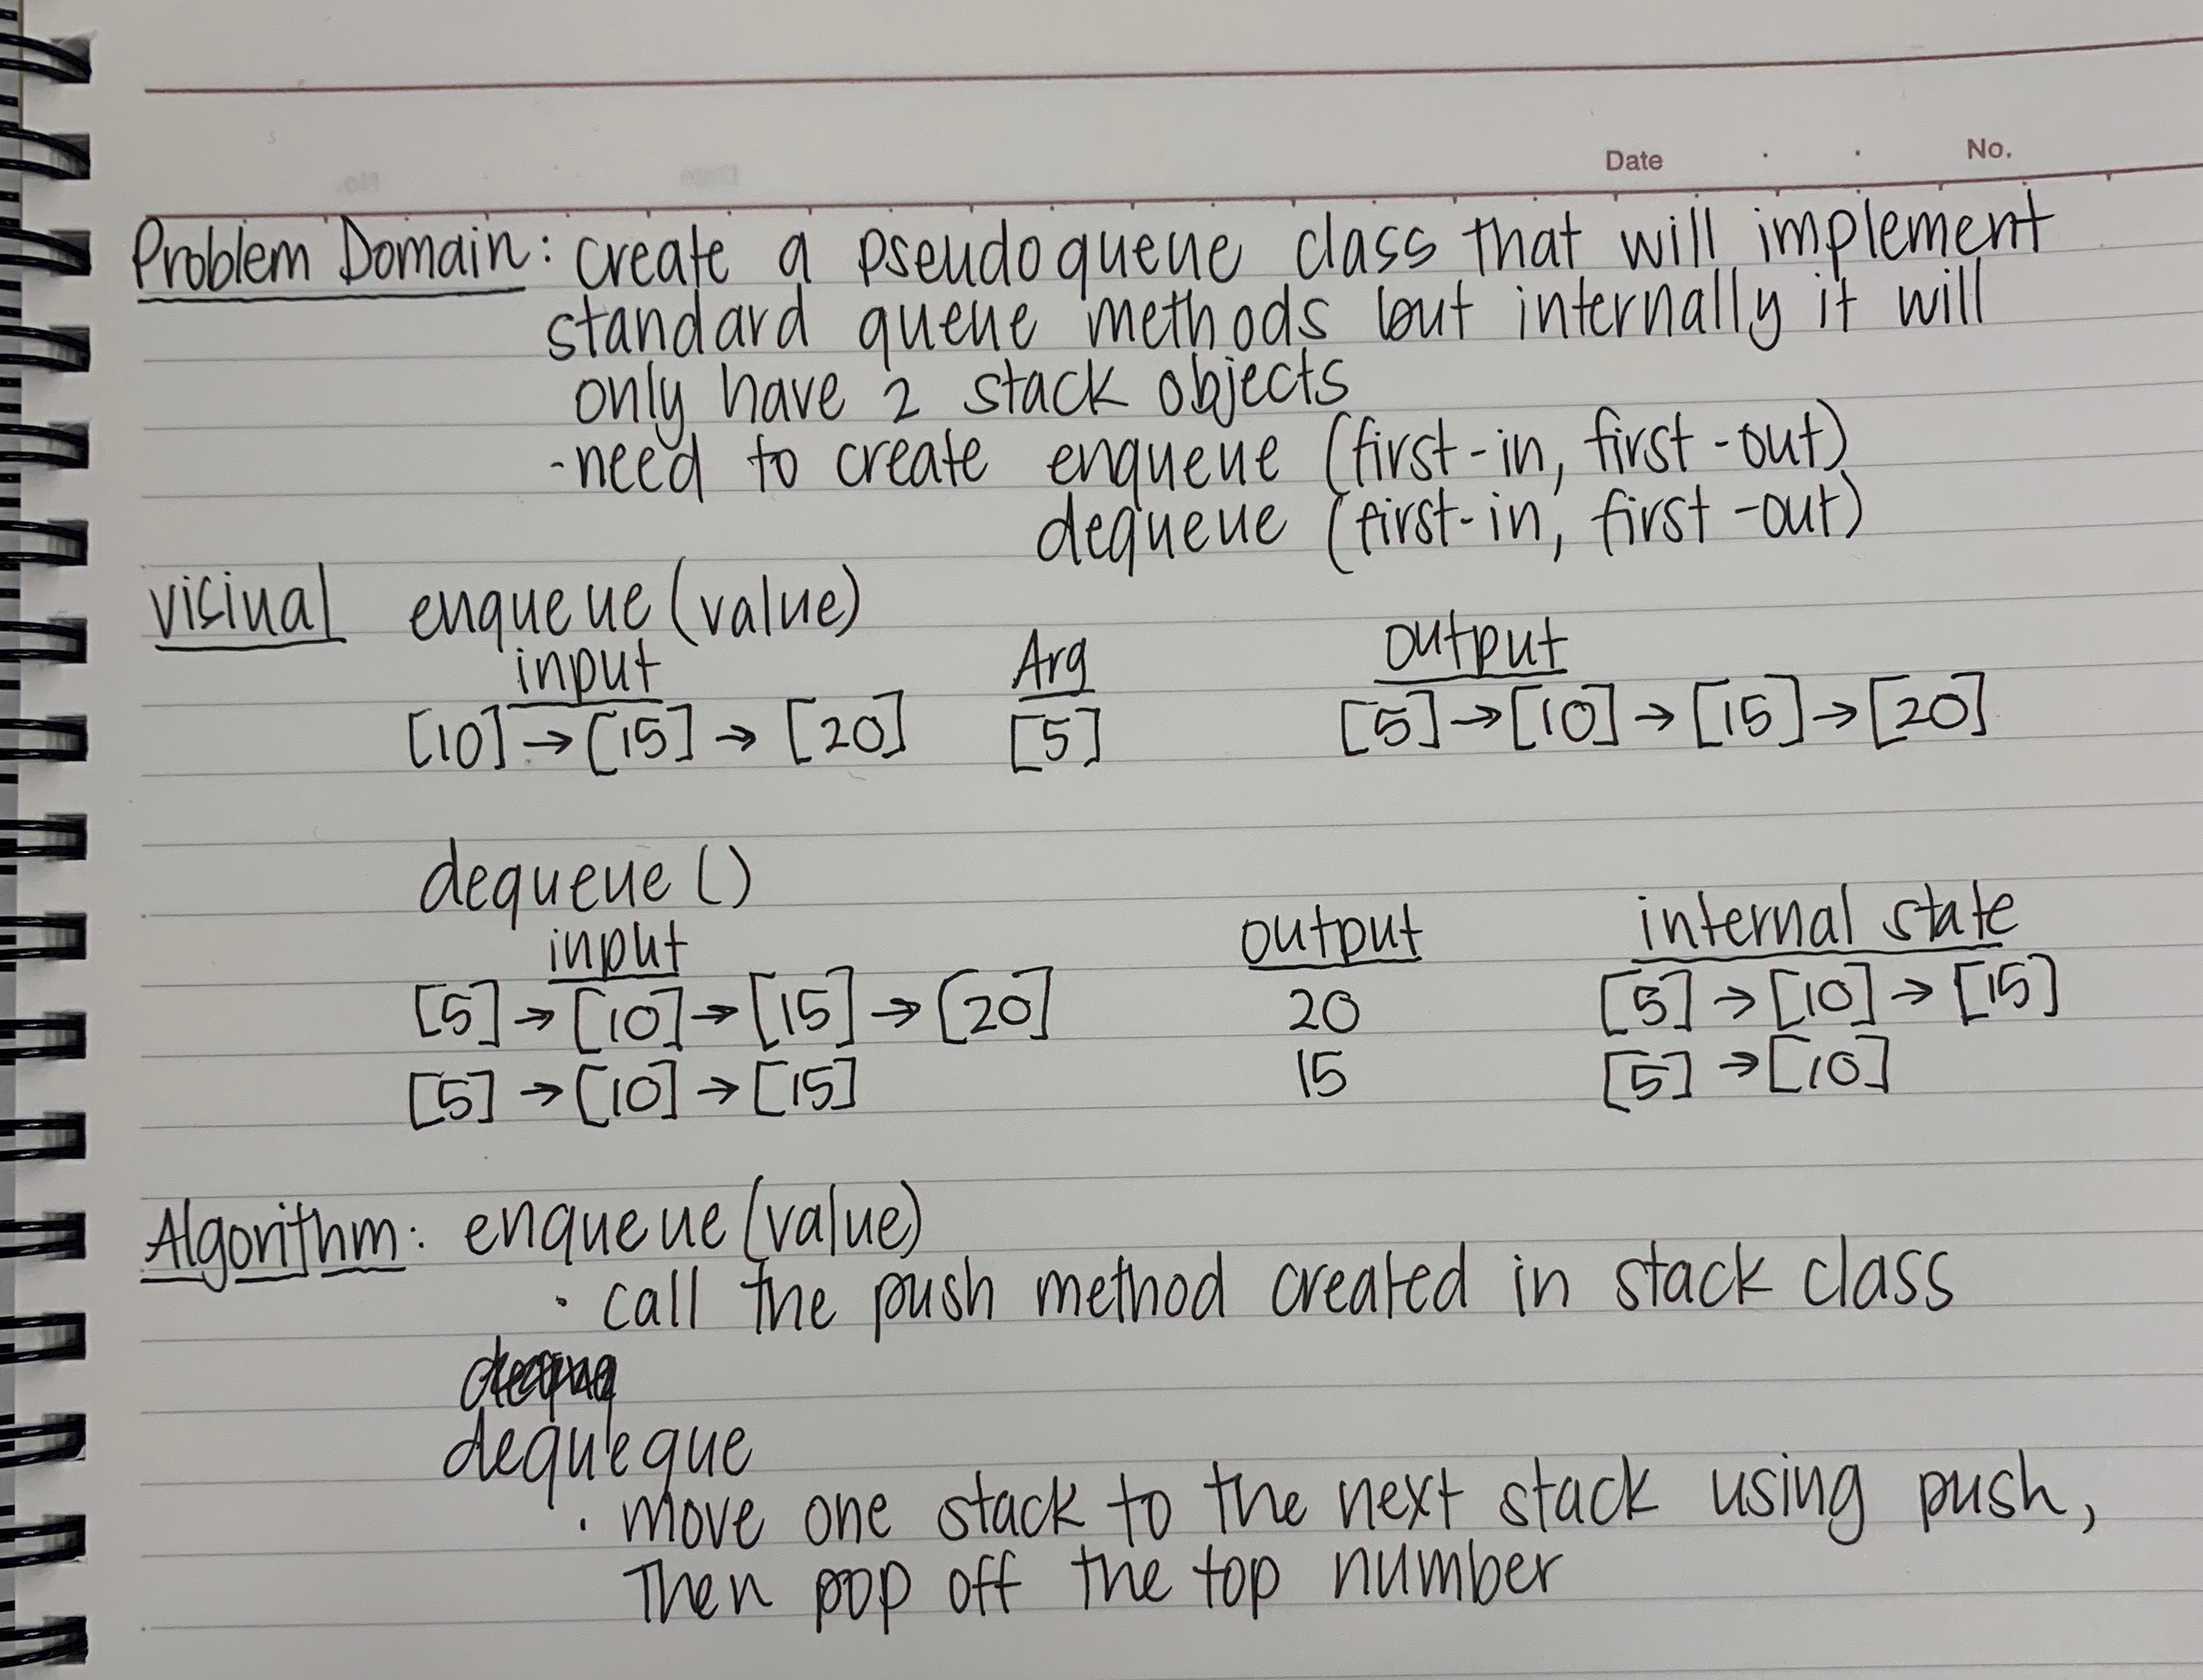 Date . . No.
Problem Domain: create a pseudoqueue class that will implement
standard queue methods but internally it will
only have 2 stack objects
-need to create enqueue (first-in, first-out)
dequeue (first-in, first-out)
visiual enqueue (value)
input Arg output
[10] → [15] → [20] [5] [5] → [10] → [15] → [20]
dequeue ()
input output internal state
[5] → [10] → [15] → [20] 20 [5] → [10] → [15]
[5] → [10] → [15] 15 [5] → [10]
Algorithm: enqueue (value)
· call the push method created in stack class
dequeque
· move one stack to the next stack using push,
then pop off the top number